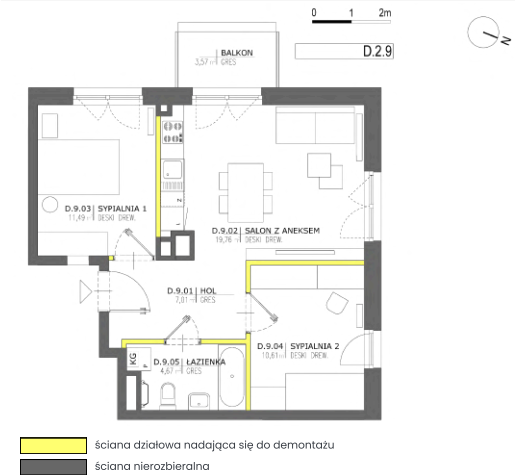 0 1 2m
N
BALKON
3,57 m² GRES
D.2.9
D.9.03 SYPIALNIA 1
11,49 m² DESKI DREW.
Z
L
D.9.02 SALON Z ANEKSEM
19,76 m² DESKI DREW.
D.9.01 HOL
7,01 m² GRES
D.9.04 SYPIALNIA 2
10,61 m² DESKI DREW.
KG
P
D.9.05 ŁAZIENKA
4,67 m² GRES
ściana działowa nadająca się do demontażu
ściana nierozbieralna